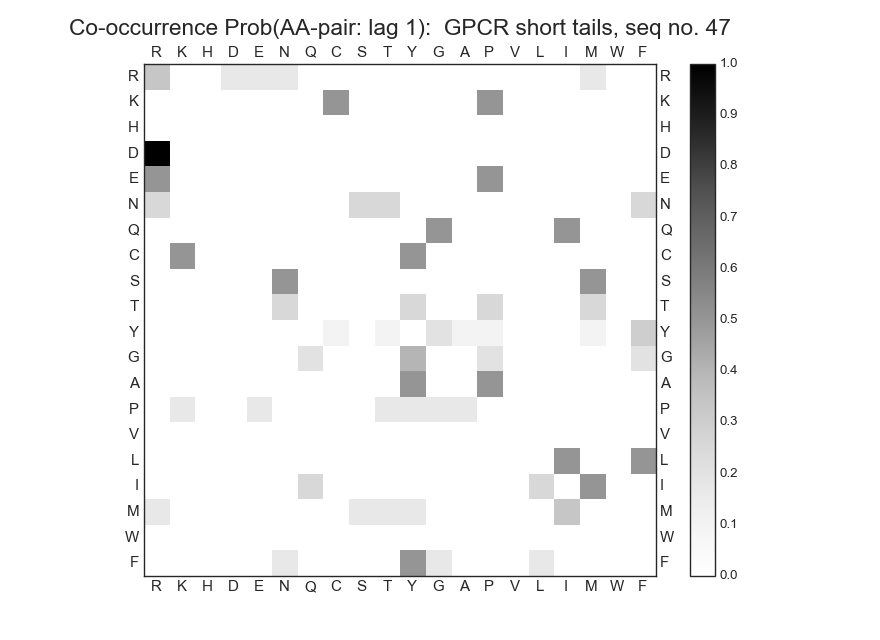 Co-occurrence Prob(AA-pair: lag 1):  GPCR short tails, seq no. 47
R K H D E N Q C S T Y G A P V L I M W F
R R 1.0
K K 0.9
H H
D D 0.8
E E
N N 0.7
Q Q
C C 0.6
S S
T T 0.5
Y Y
G G 0.4
A A
P P 0.3
V V
L L 0.2
I I
M M 0.1
W W
F F 0.0
R K H D E N Q C S T Y G A P V L I M W F